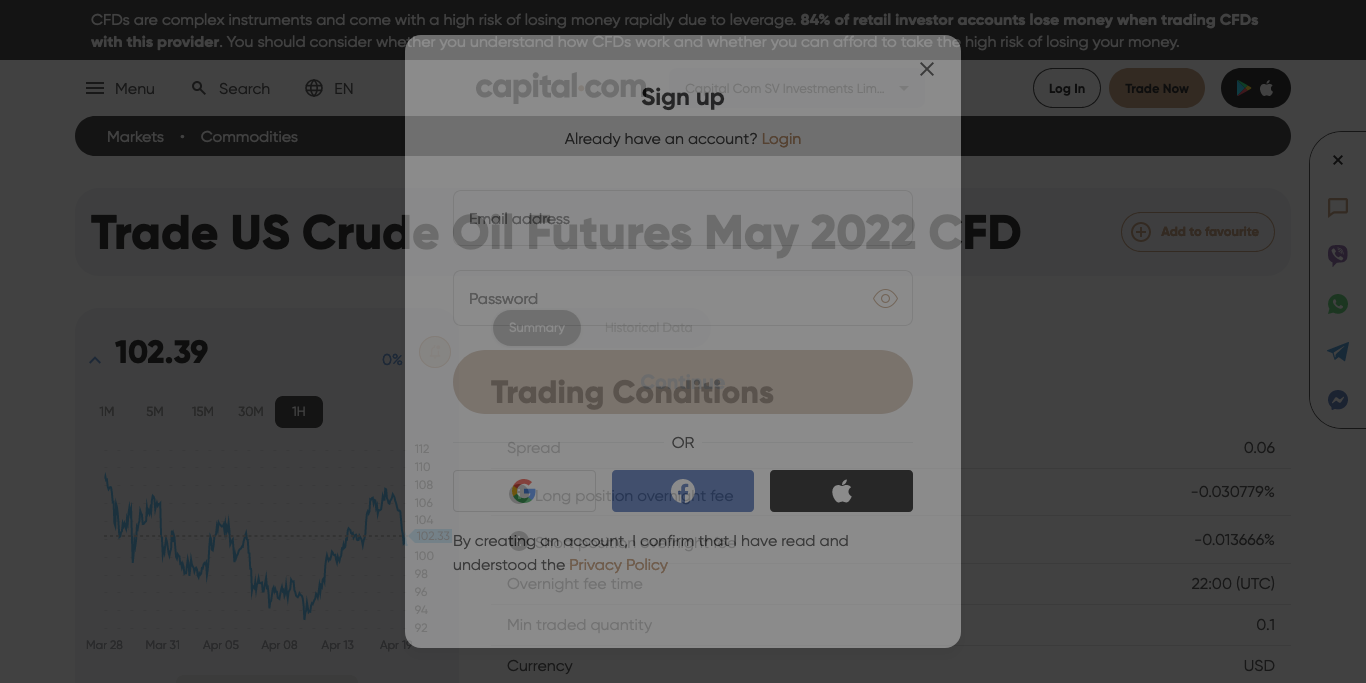 CFDs are complex instruments and come with a high risk of losing money rapidly due to leverage. 84% of retail investor accounts lose money when trading CFDs
with this provider. You should consider whether you understand how CFDs work and whether you can afford to take the high risk of losing your money.
Menu Search EN
capital.com
Capital Com SV Investments Lim...
Log In Trade Now
Sign up
Markets • Commodities
Already have an account? Login
Email address
Trade US Crude Oil Futures May 2022 CFD
Add to favourite
Password
Summary Historical Data
102.39 0%
Continue
Trading Conditions
1M 5M 15M 30M 1H
OR
112
110
108
106
104
102.33
100
98
96
94
92
Mar 28 Mar 31 Apr 05 Apr 08 Apr 13
Spread 0.06
Long position overnight fee -0.030779%
Short position overnight fee -0.013666%
By creating an account, I confirm that I have read and
understood the Privacy Policy
Overnight fee time 22:00 (UTC)
Min traded quantity 0.1
Currency USD